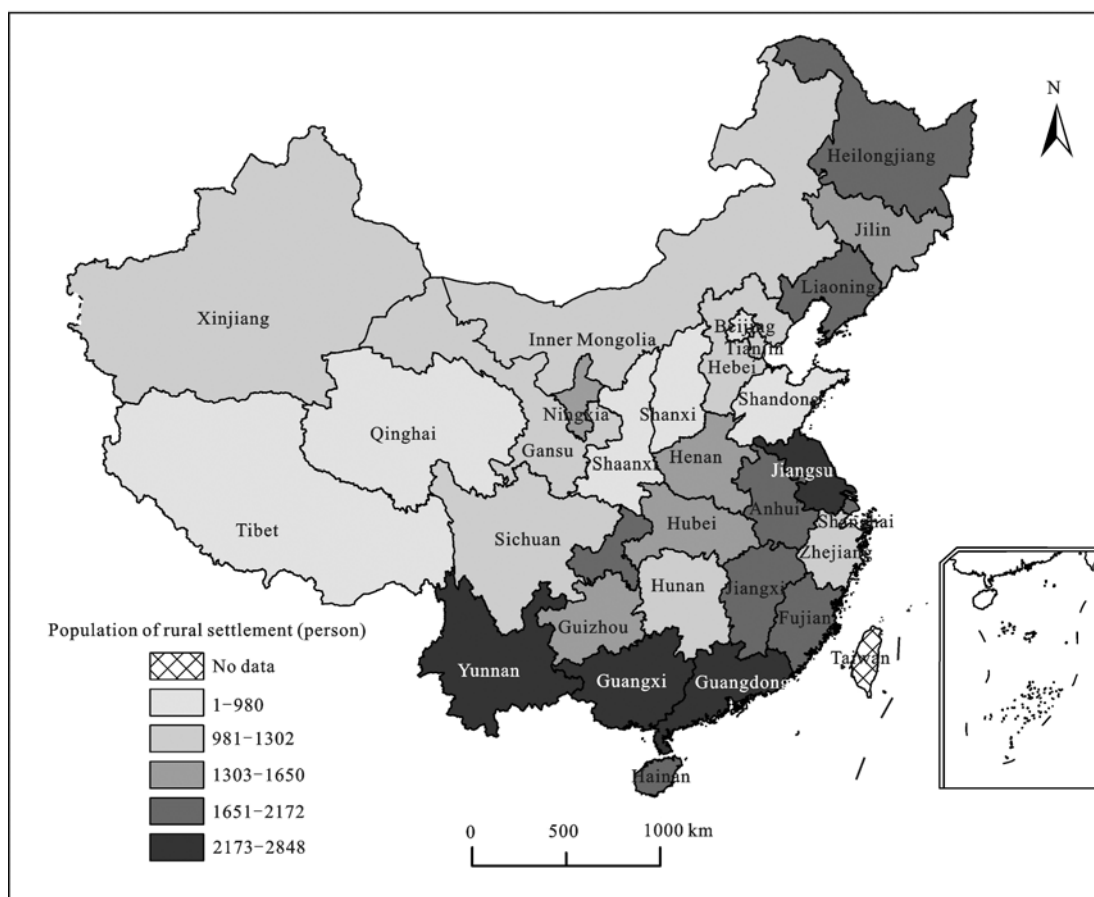 N
Heilongjiang
Jilin
Liaoning
Xinjiang
Inner Mongolia
Beijing
Tianjin
Hebei
Shandong
Ningxia
Shanxi
Qinghai
Gansu
Shaanxi
Henan
Jiangsu
Tibet
Sichuan
Hubei
Anhui
Shanghai
Zhejiang
Hunan
Jiangxi
Guizhou
Fujian
Taiwan
Yunnan
Guangxi
Guangdong
Hainan
Population of rural settlement (person)
No data
1-980
981-1302
1303-1650
1651-2172
2173-2848
0 500 1000 km